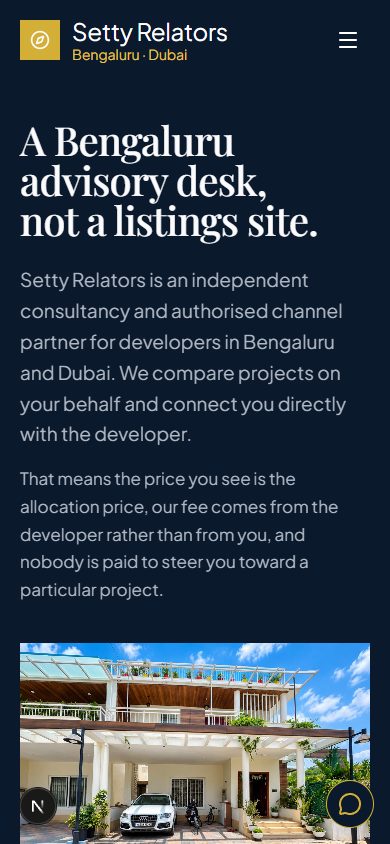 Setty Relators
Bengaluru · Dubai
A Bengaluru
advisory desk,
not a listings site.
Setty Relators is an independent
consultancy and authorised channel
partner for developers in Bengaluru
and Dubai. We compare projects on
your behalf and connect you directly
with the developer.
That means the price you see is the
allocation price, our fee comes from the
developer rather than from you, and
nobody is paid to steer you toward a
particular project.
N